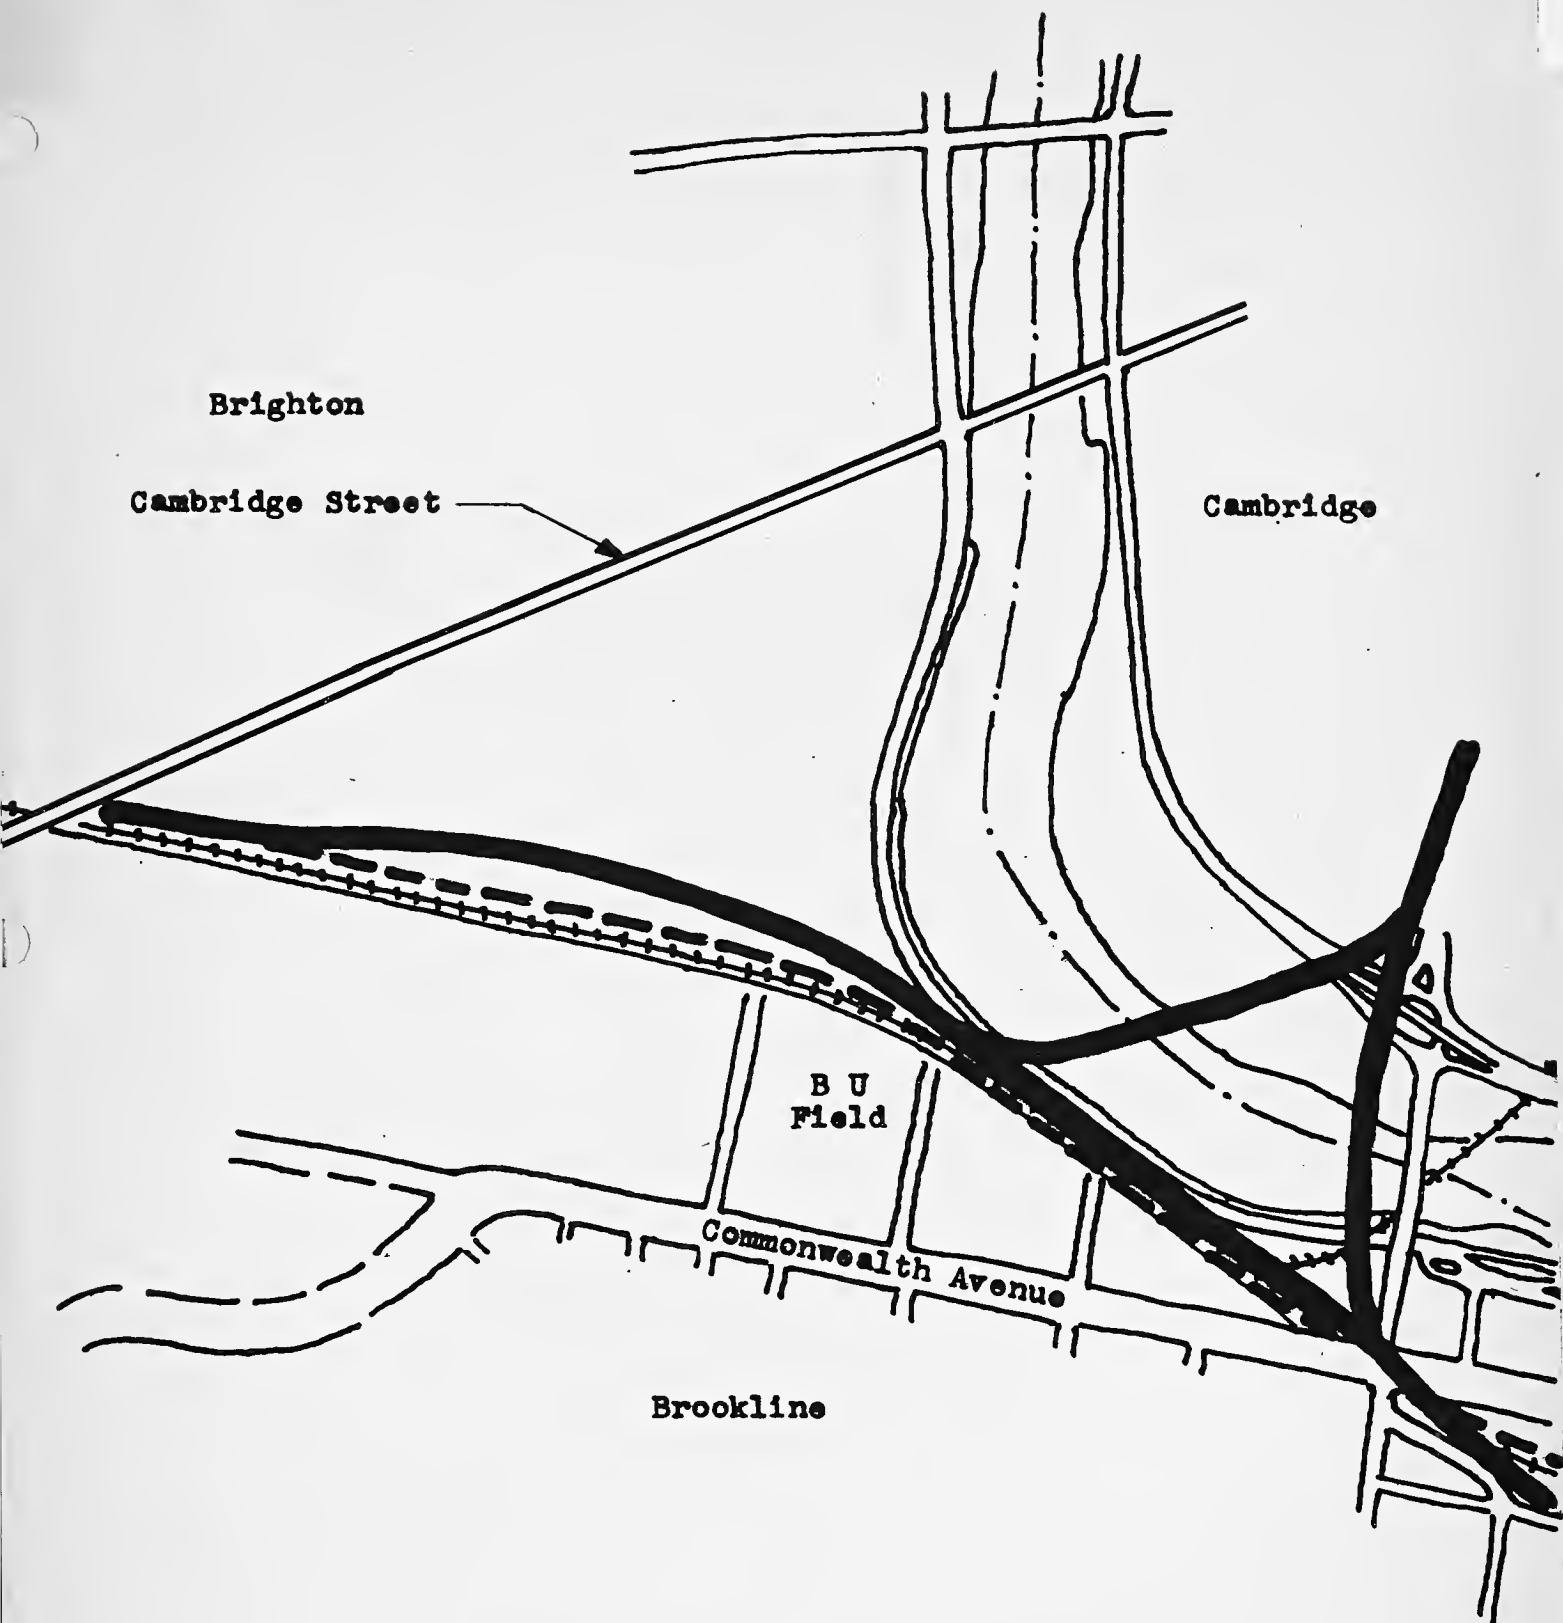 Brighton
Cambridge Street
Cambridge
B U
Field
Commonwealth Avenue
Brookline